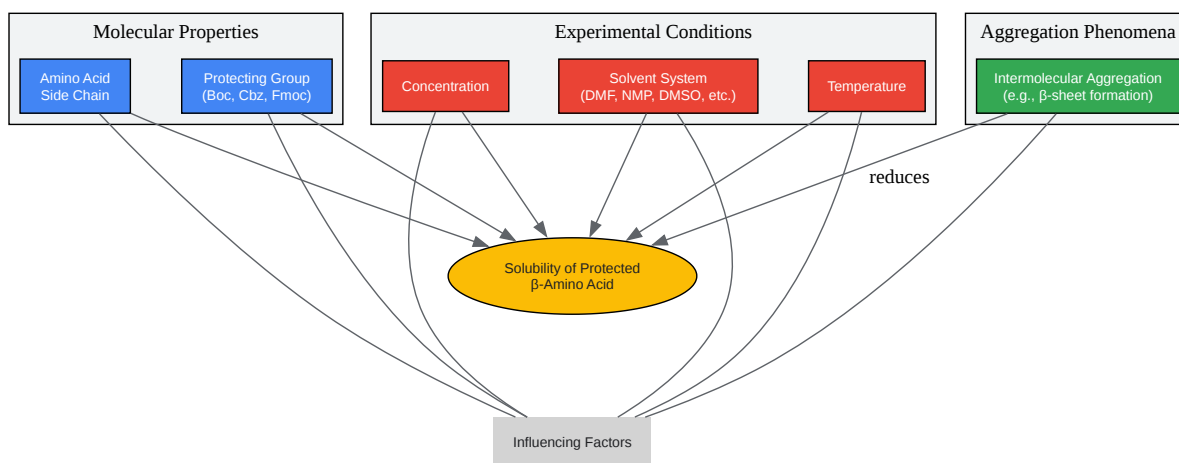 Molecular Properties
Experimental Conditions
Aggregation Phenomena
Amino Acid
Side Chain
Protecting Group
(Boc, Cbz, Fmoc)
Concentration
Solvent System
(DMF, NMP, DMSO, etc.)
Temperature
Intermolecular Aggregation
(e.g., β-sheet formation)
reduces
Solubility of Protected
β-Amino Acid
Influencing Factors